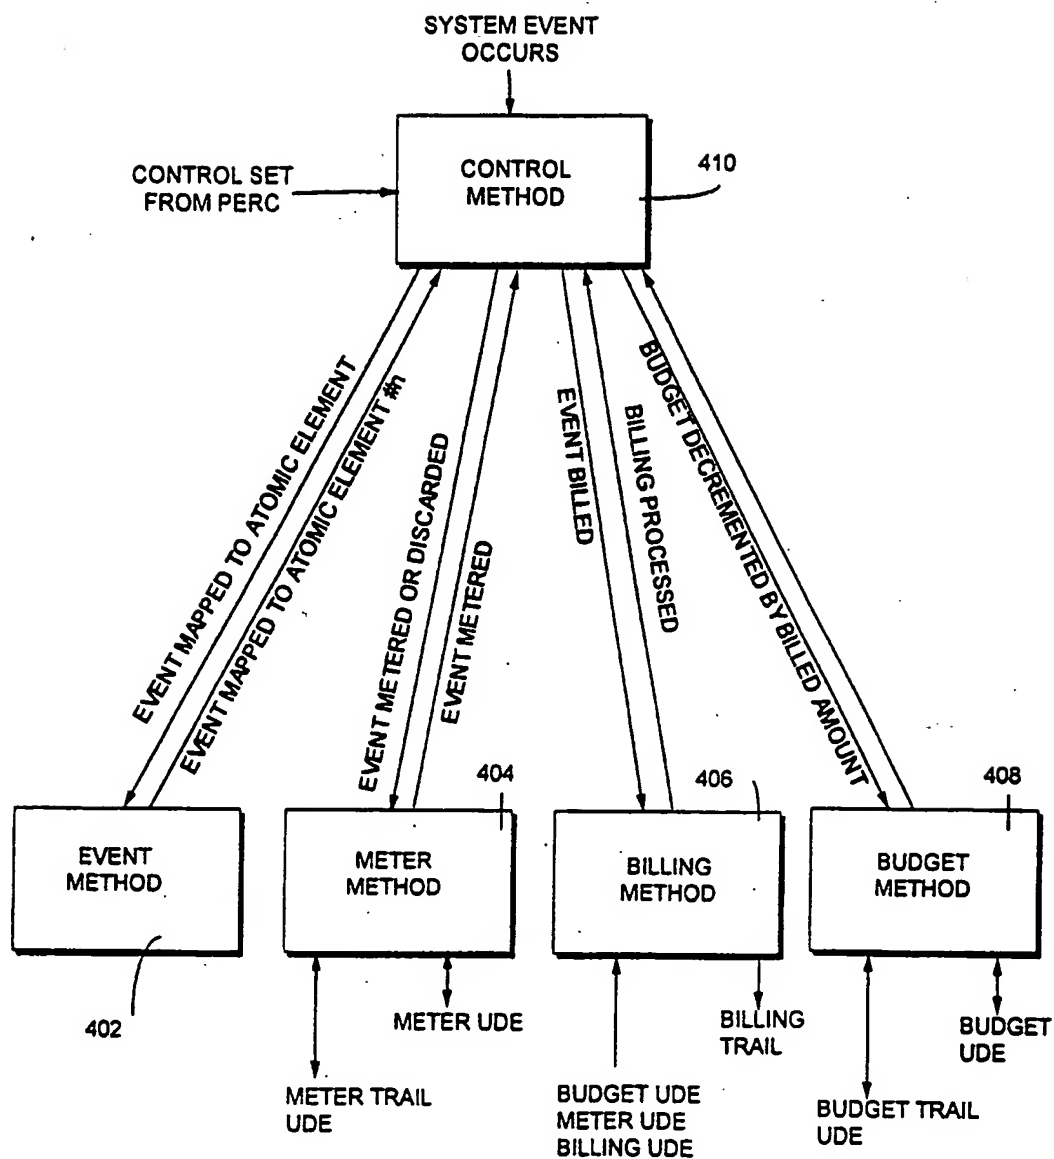 SYSTEM EVENT
OCCURS
CONTROL
METHOD
410
CONTROL SET
FROM PERC
EVENT MAPPED TO ATOMIC ELEMENT
EVENT MAPPED TO ATOMIC ELEMENT #n
EVENT METERED OR DISCARDED
EVENT METERED
EVENT BILLED
BILLING PROCESSED
BUDGET DECREMENTED BY BILLED AMOUNT
404
406
408
EVENT
METHOD
METER
METHOD
BILLING
METHOD
BUDGET
METHOD
402
METER UDE
BILLING
TRAIL
BUDGET
UDE
METER TRAIL
UDE
BUDGET UDE
METER UDE
BILLING UDE
BUDGET TRAIL
UDE